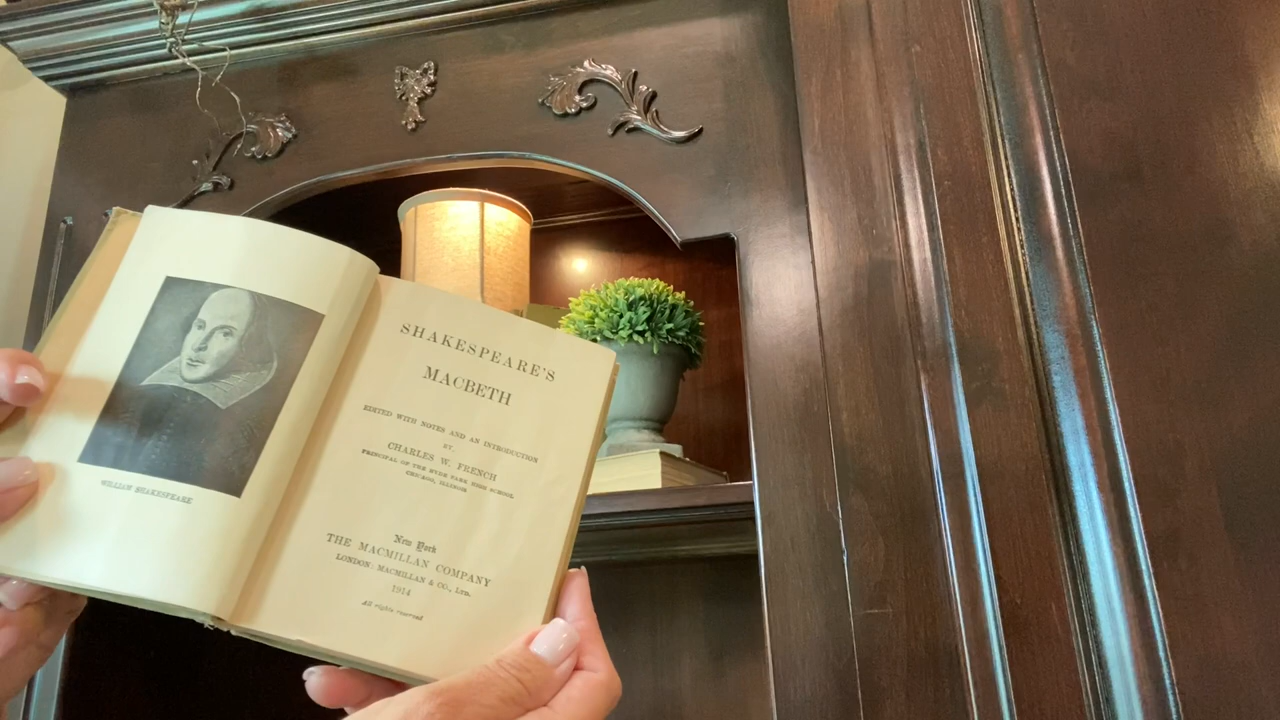 WILLIAM SHAKESPEARE
SHAKESPEARE'S
MACBETH
EDITED WITH NOTES AND AN INTRODUCTION
BY
CHARLES W. FRENCH
PRINCIPAL OF THE HYDE PARK HIGH SCHOOL
CHICAGO, ILLINOIS
New York
THE MACMILLAN COMPANY
LONDON: MACMILLAN & CO., LTD.
1914
All rights reserved